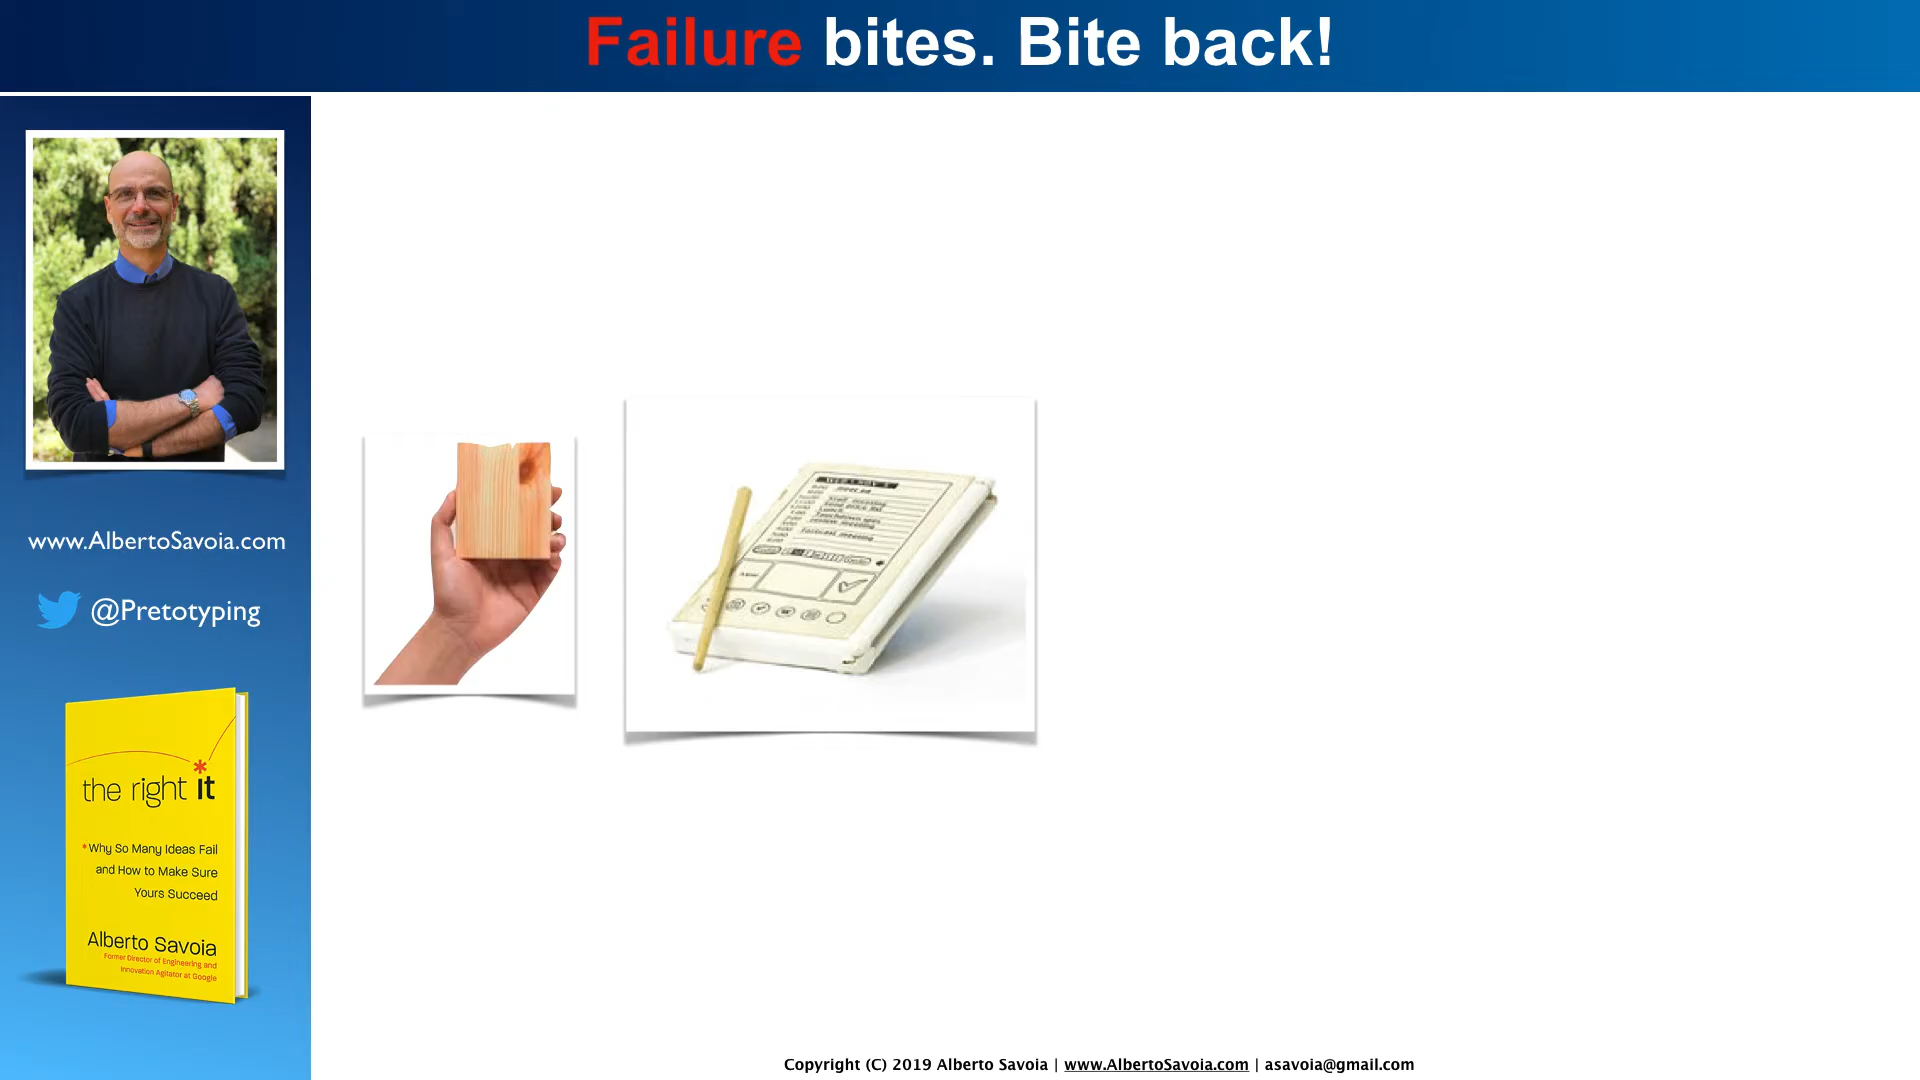 Failure bites. Bite back!
www.AlbertoSavoia.com
@Pretotyping
the right it
*Why So Many Ideas Fail
and How to Make Sure
Yours Succeed
Alberto Savoia
Former Director of Engineering and
Innovation Agitator at Google
Copyright (C) 2019 Alberto Savoia | www.AlbertoSavoia.com | asavoia@gmail.com